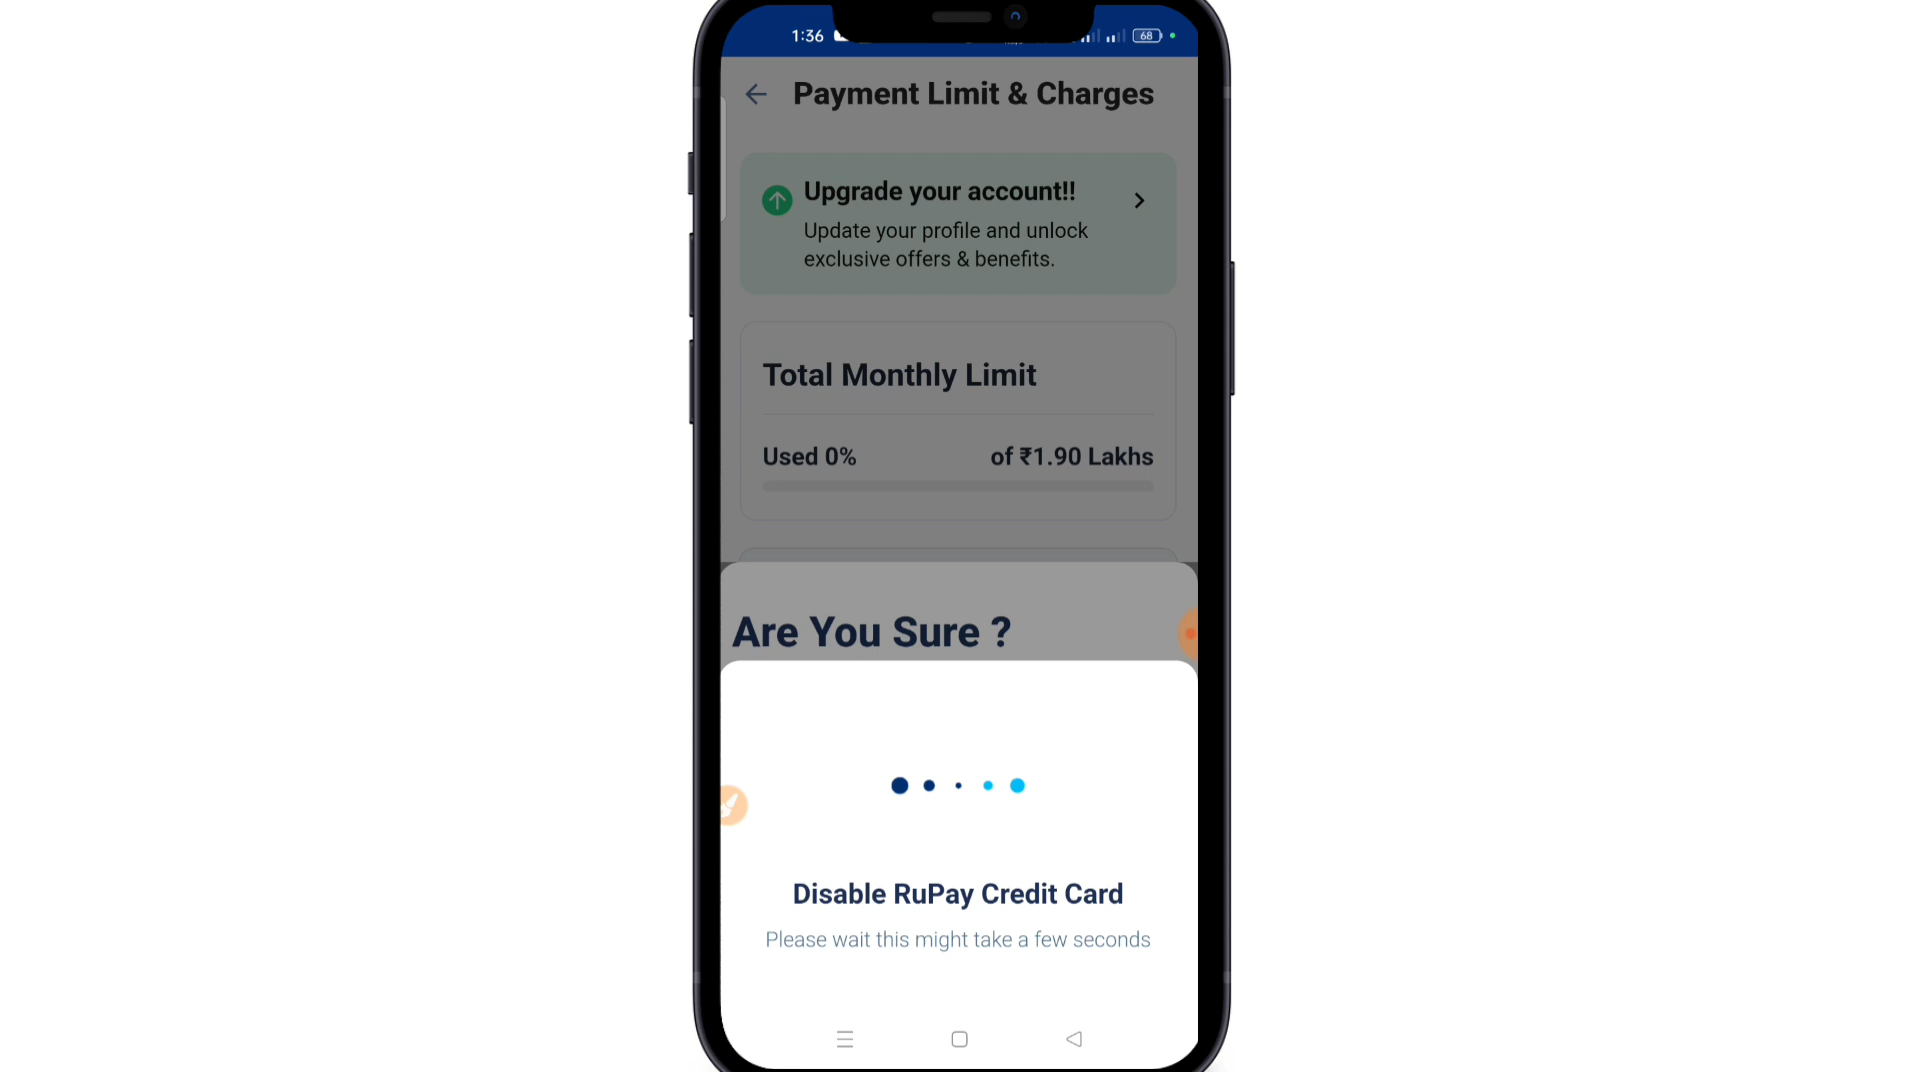 1:36
68
Payment Limit & Charges
Upgrade your account!!
Update your profile and unlock
exclusive offers & benefits.
Total Monthly Limit
Used 0% of ₹1.90 Lakhs
Are You Sure ?
Disable RuPay Credit Card
Please wait this might take a few seconds